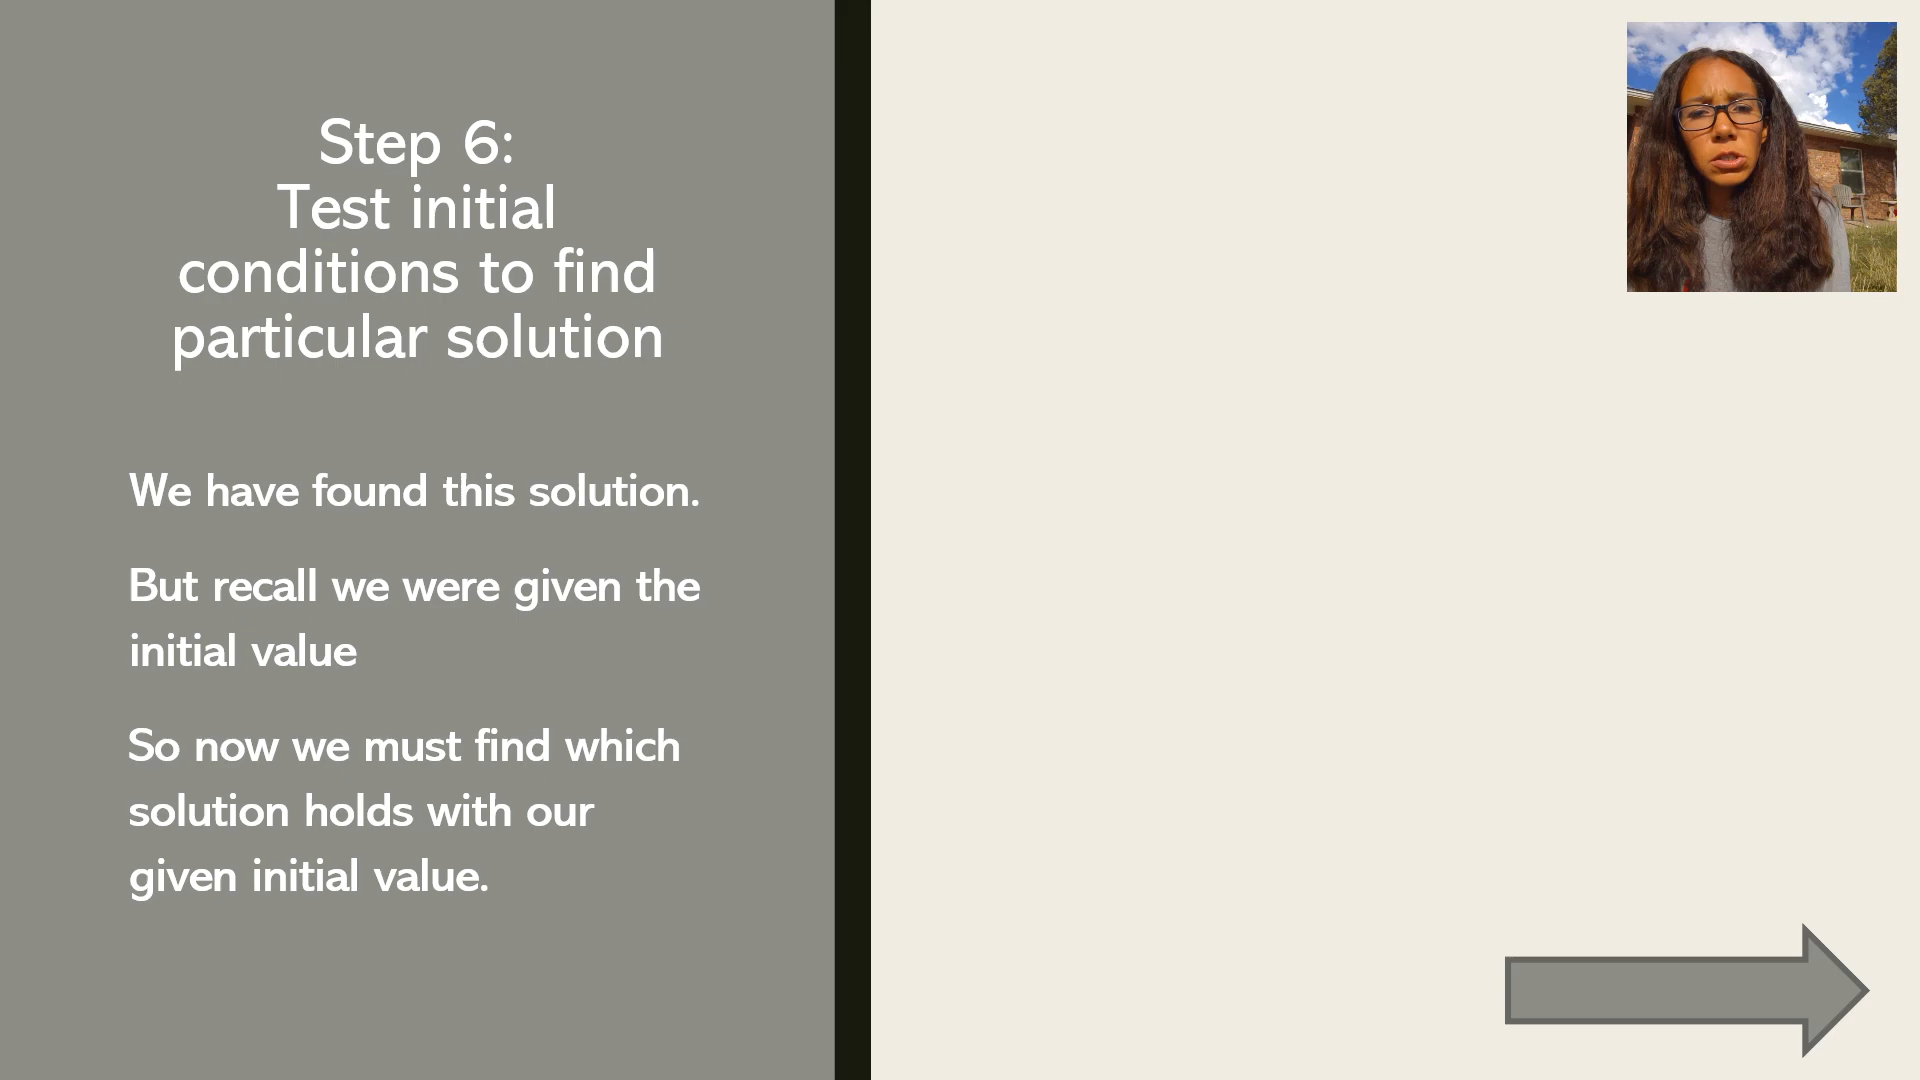 Step 6:
Test initial
conditions to find
particular solution
We have found this solution.
But recall we were given the
initial value
So now we must find which
solution holds with our
given initial value.